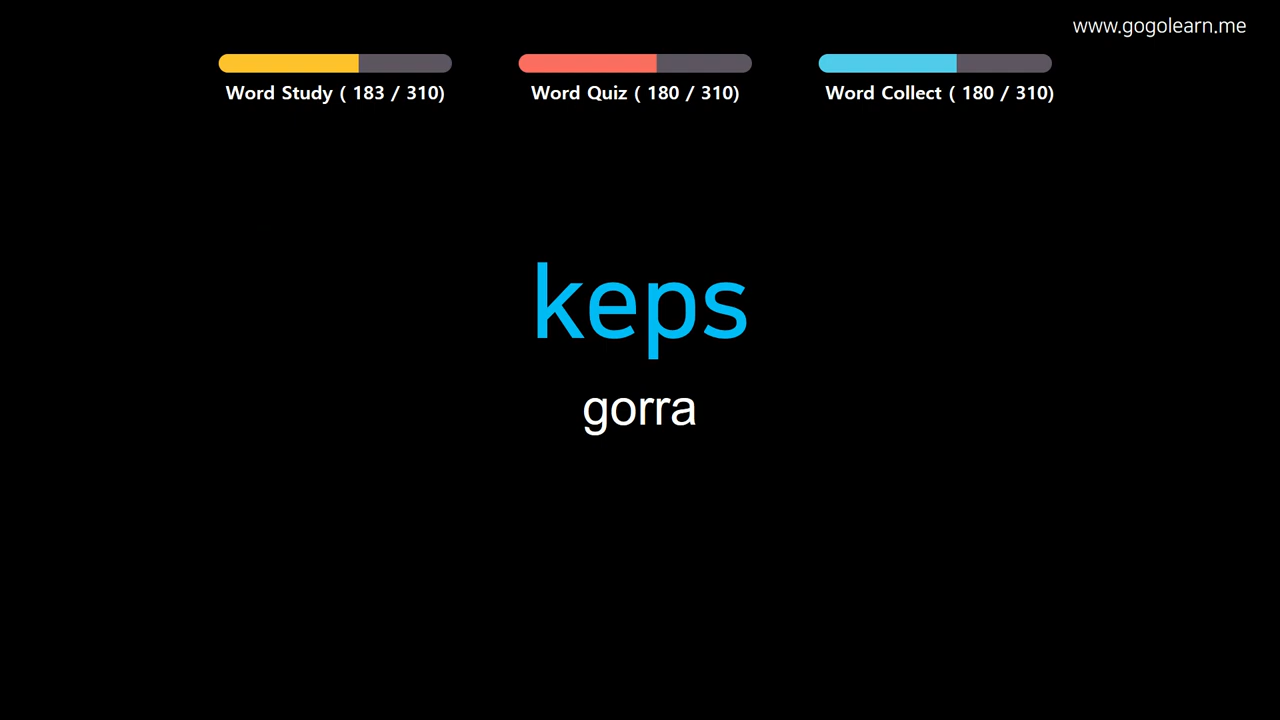 www.gogolearn.me
Word Study ( 183 / 310)
Word Quiz ( 180 / 310)
Word Collect ( 180 / 310)
keps
gorra